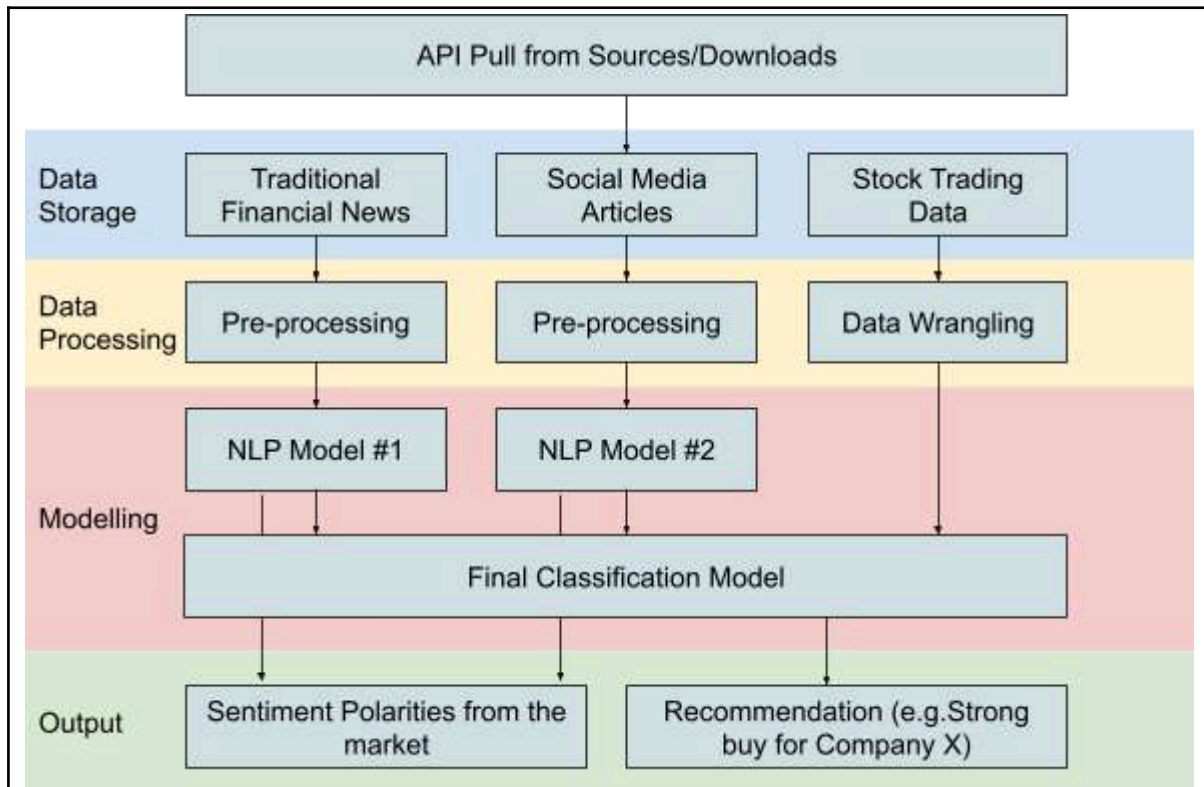 API Pull from Sources/Downloads
Data
Storage
Traditional
Financial News
Social Media
Articles
Stock Trading
Data
Data
Processing
Pre-processing
Pre-processing
Data Wrangling
Modelling
NLP Model #1
NLP Model #2
Final Classification Model
Output
Sentiment Polarities from the
market
Recommendation (e.g.Strong
buy for Company X)